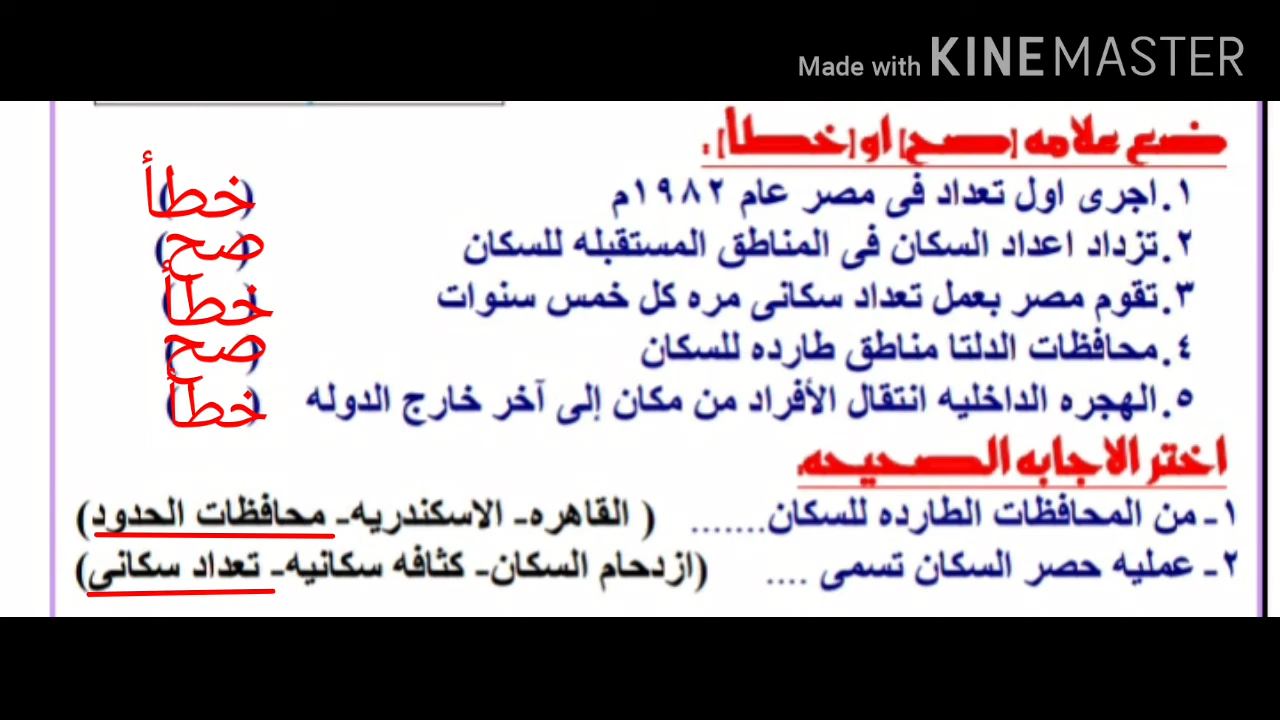 Made with KINEMASTER
ضع علامه [صح] او [خطأ] :
١. اجرى اول تعداد فى مصر عام ١٩٨٢م (خطأ)
٢. تزداد اعداد السكان فى المناطق المستقبله للسكان (صح)
٣. تقوم مصر بعمل تعداد سكانى مره كل خمس سنوات (خطأ)
٤. محافظات الدلتا مناطق طارده للسكان (صح)
٥. الهجره الداخليه انتقال الأفراد من مكان إلى آخر خارج الدوله (خطأ)
اختر الاجابه الصحيحه
١- من المحافظات الطارده للسكان....... ( القاهره- الاسكندريه- محافظات الحدود)
٢- عمليه حصر السكان تسمى .... (ازدحام السكان- كثافه سكانيه- تعداد سكانى)